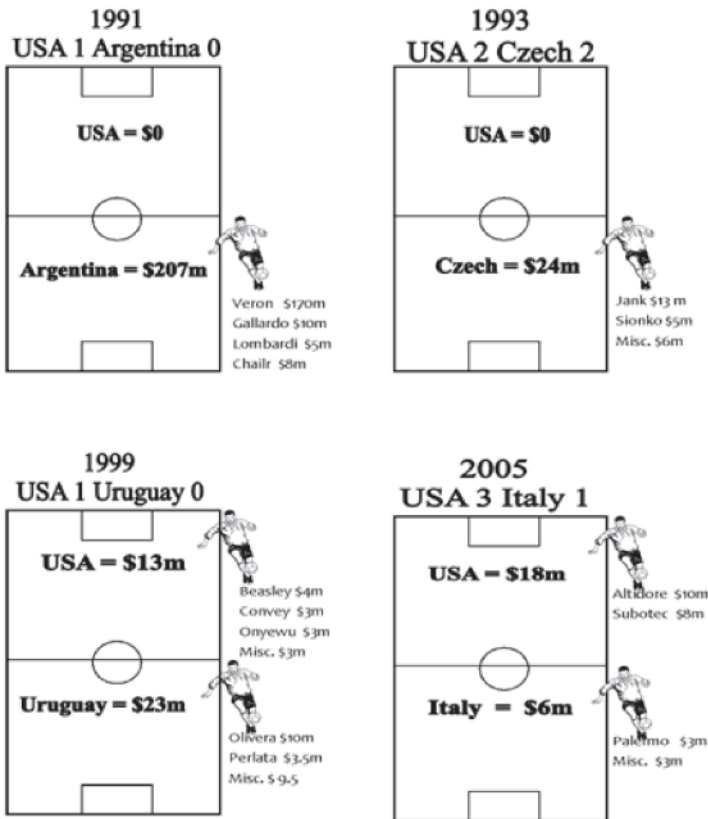 1991
USA 1 Argentina 0
USA = $0
Argentina = $207m
Veron $170m
Gallardo $10m
Lombardi $5m
Chailr $8m
1993
USA 2 Czech 2
USA = $0
Czech = $24m
Jank $13 m
Sionko $5m
Misc. $6m
1999
USA 1 Uruguay 0
USA = $13m
Beasley $4m
Convey $3m
Onyewu $3m
Misc. $3m
Uruguay = $23m
Olivera $10m
Perlata $3.5m
Misc. $ 9.5
2005
USA 3 Italy 1
USA = $18m
Altidore $10m
Subotec $8m
Italy = $6m
Palermo $3m
Misc. $3m